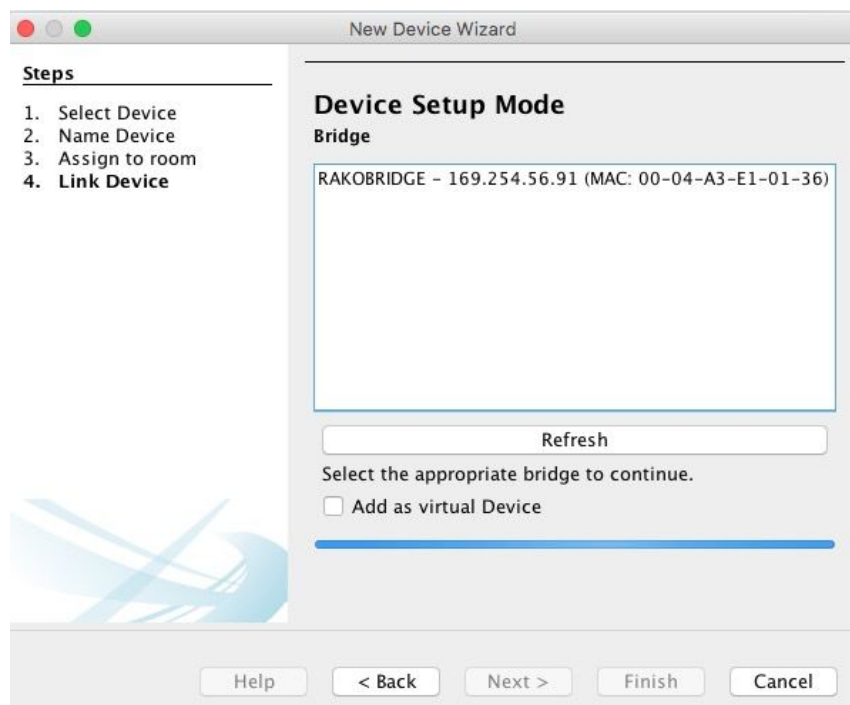 New Device Wizard
Steps
1. Select Device
2. Name Device
3. Assign to room
4. Link Device
Device Setup Mode
Bridge
RAKOBRIDGE - 169.254.56.91 (MAC: 00-04-A3-E1-01-36)
Refresh
Select the appropriate bridge to continue.
Add as virtual Device
Help
< Back
Next >
Finish
Cancel